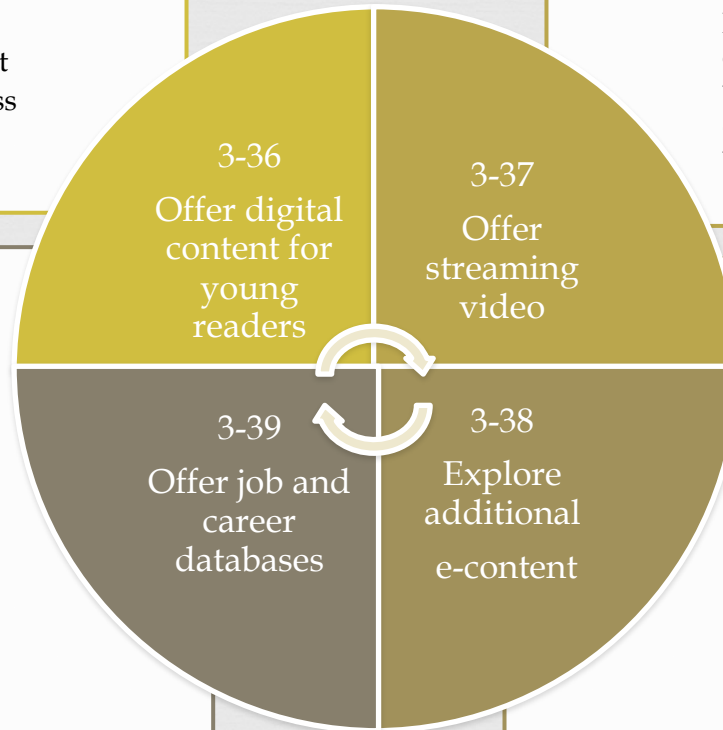 3-36
Offer digital
content for
young
readers
3-37
Offer
streaming
video
3-39
Offer job and
career
databases
3-38
Explore
additional
e-content